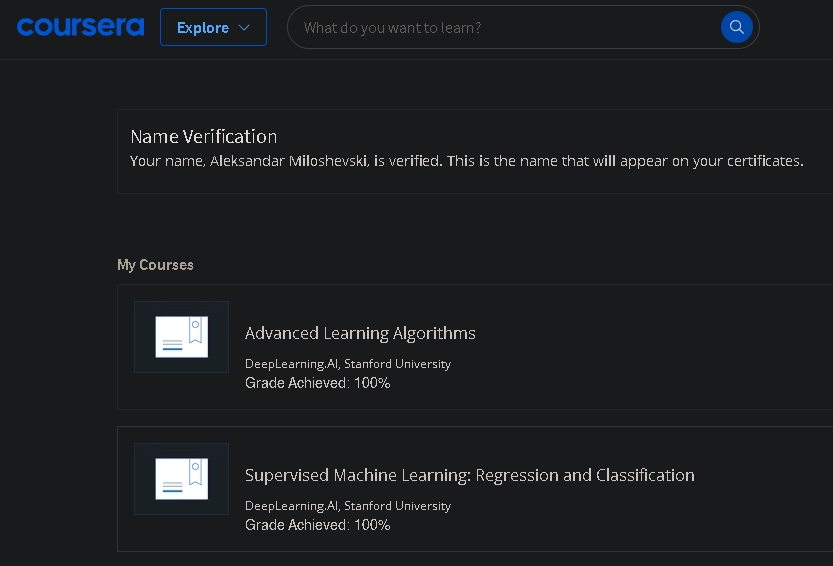 coursera Explore What do you want to learn?
Name Verification
Your name, Aleksandar Miloshevski, is verified. This is the name that will appear on your certificates.
My Courses
Advanced Learning Algorithms
DeepLearning.AI, Stanford University
Grade Achieved: 100%
Supervised Machine Learning: Regression and Classification
DeepLearning.AI, Stanford University
Grade Achieved: 100%